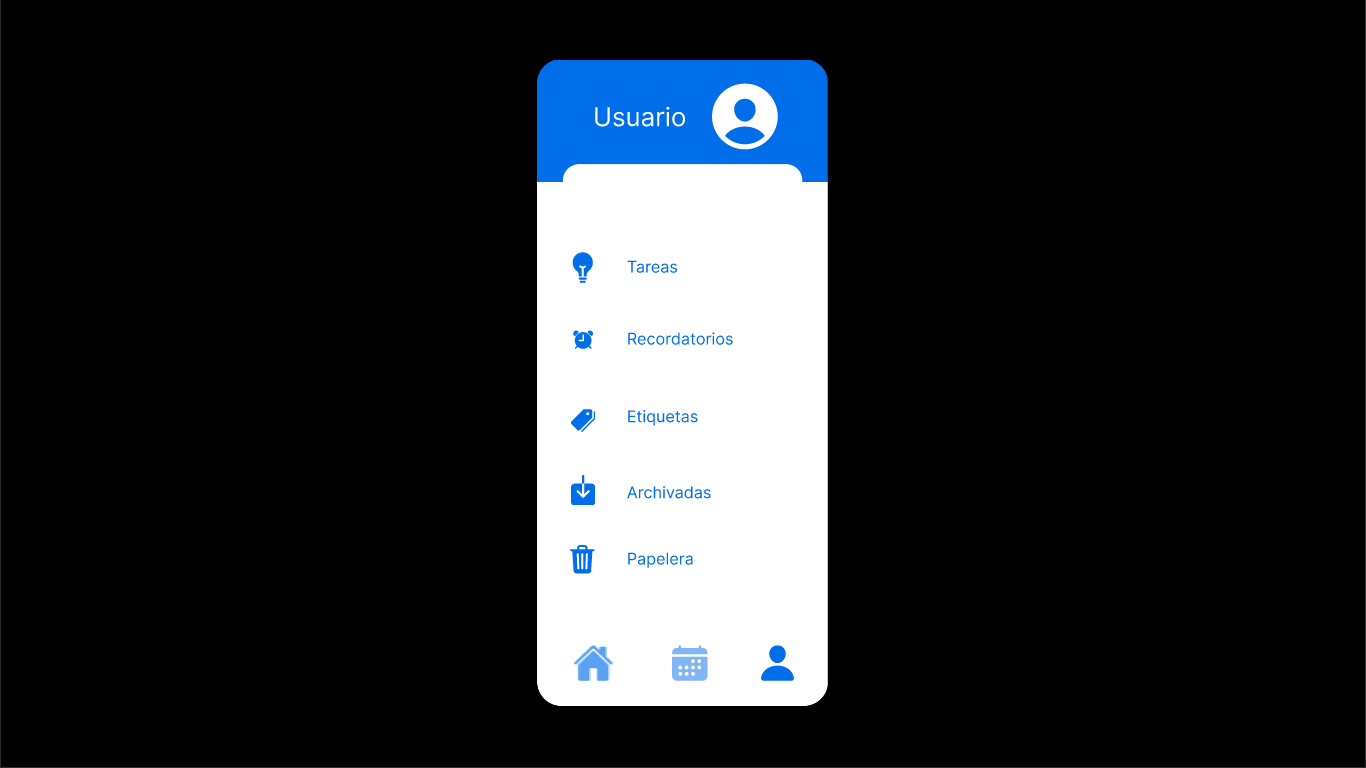 Usuario
Tareas
Recordatorios
Etiquetas
Archivadas
Papelera